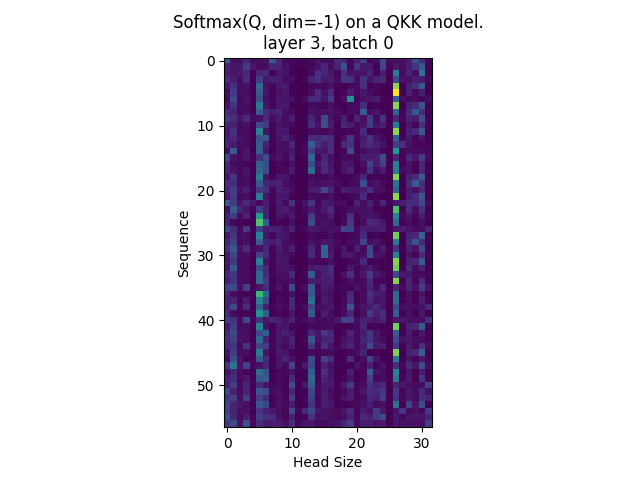 Softmax(Q, dim=-1) on a QKK model.
layer 3, batch 0
0
10
20
30
40
50
Sequence
0
10
20
30
Head Size